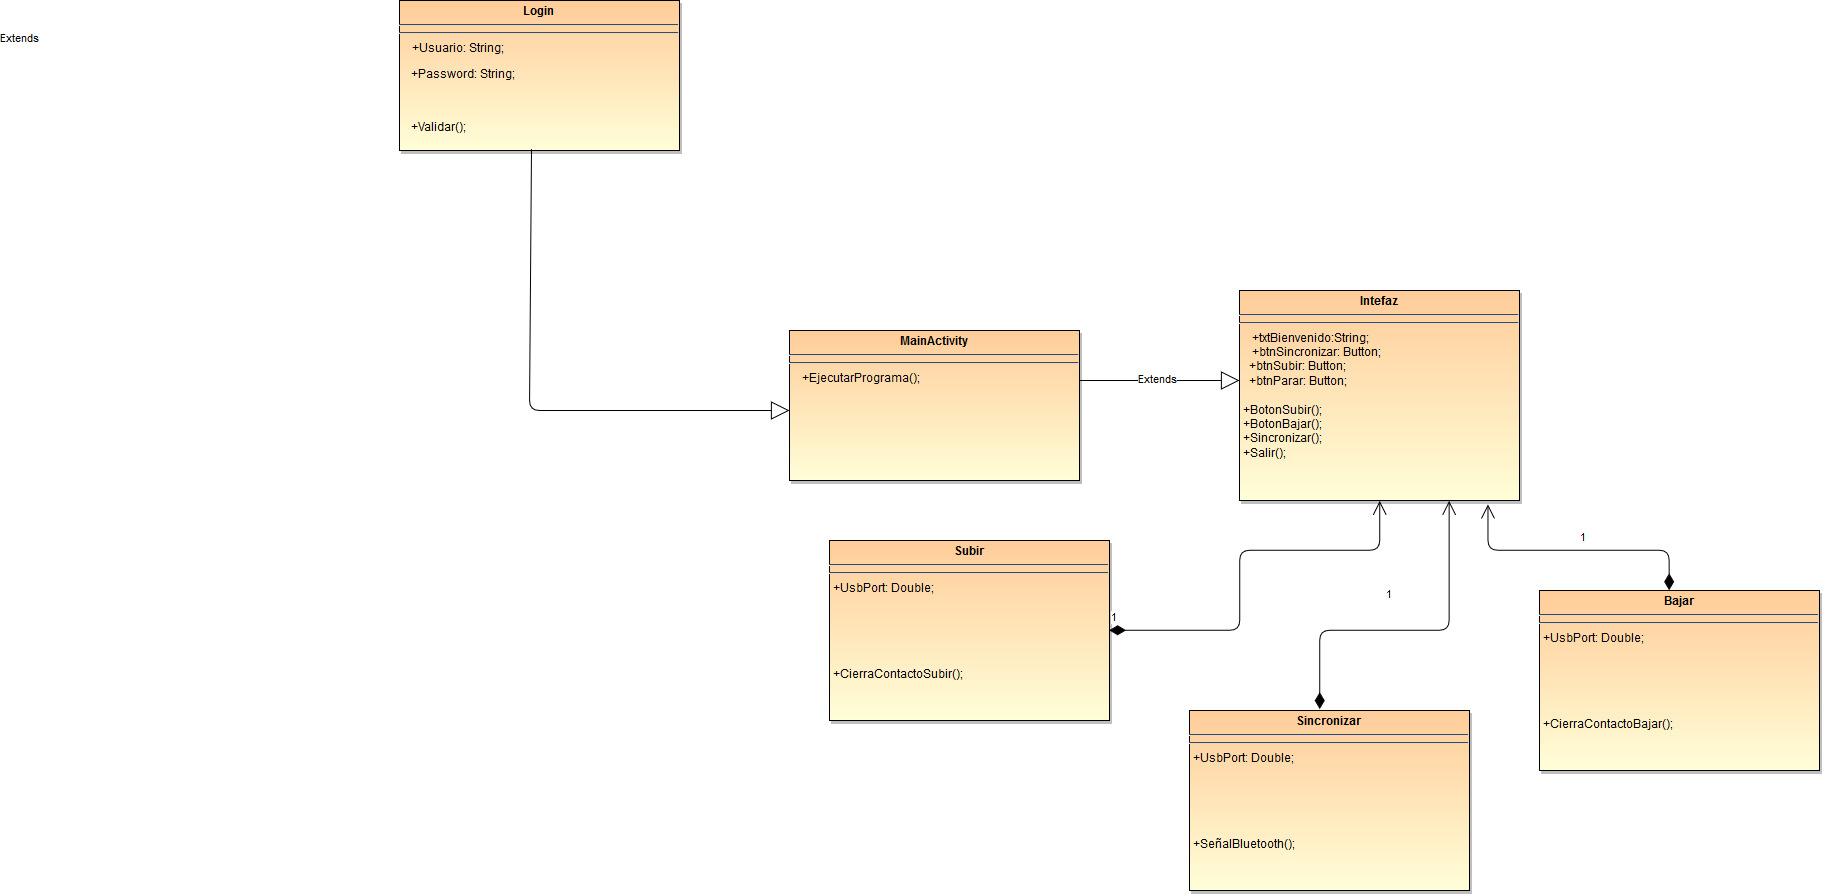 Login
Extends
+Usuario: String;
+Password: String;
+Validar();
MainActivity
+EjecutarPrograma();
Extends
Intefaz
+txtBienvenido:String;
+btnSincronizar: Button;
+btnSubir: Button;
+btnParar: Button;
+BotonSubir();
+BotonBajar();
+Sincronizar();
+Salir();
Subir
+UsbPort: Double;
+CierraContactoSubir();
1
1
1
Sincronizar
+UsbPort: Double;
+SeñalBluetooth();
Bajar
+UsbPort: Double;
+CierraContactoBajar();